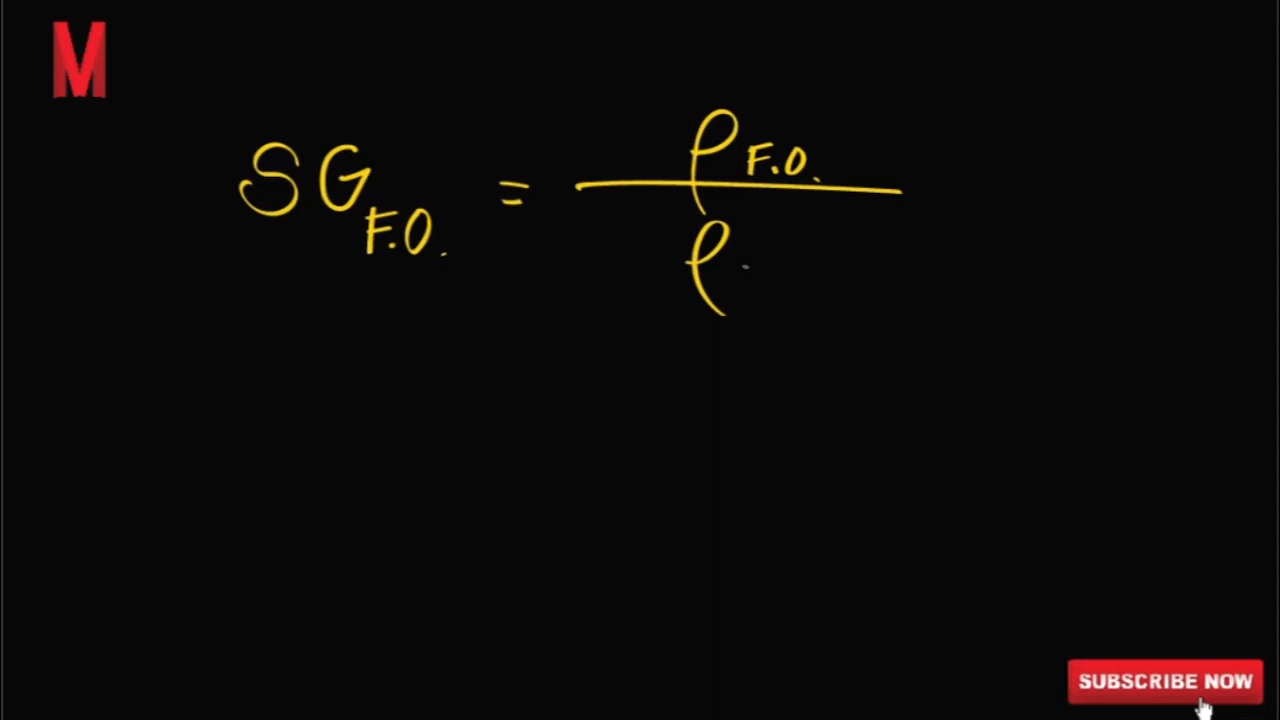 M
SG F.O. = ρ F.O.
ρ
SUBSCRIBE NOW